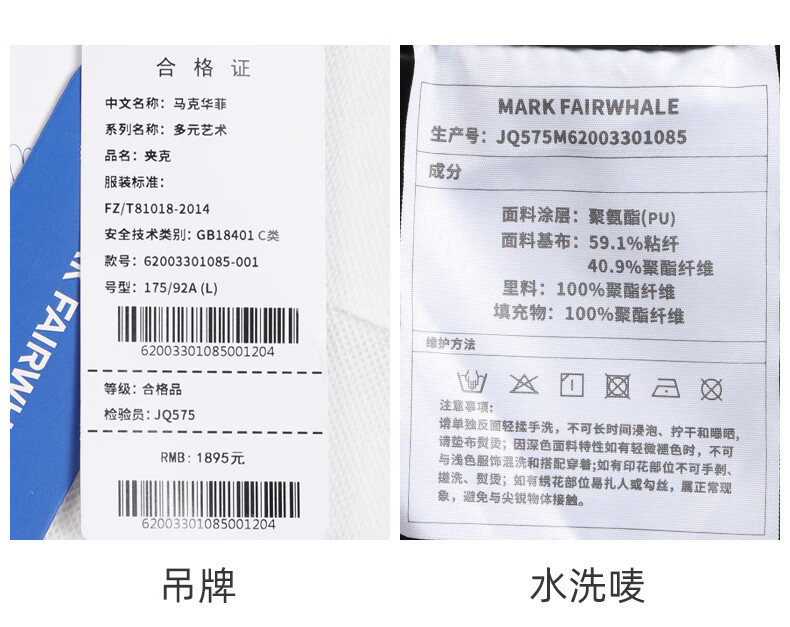 合格证
中文名称：马克华菲
系列名称：多元艺术
品名：夹克
服装标准：
FZ/T81018-2014
安全技术类别：GB18401 C类
款号：62003301085-001
号型：175/92A (L)
62003301085001204
等级：合格品
检验员：JQ575
RMB: 1895元
62003301085001204
K FAIRWH
吊牌
MARK FAIRWHALE
生产号：JQ575M62003301085
成分
面料涂层：聚氨酯(PU)
面料基布：59.1%粘纤
40.9%聚酯纤维
里料：100%聚酯纤维
填充物：100%聚酯纤维
维护方法
注意事项：
请单独反面轻揉手洗，不可长时间浸泡、拧干和曝晒，
请垫布熨烫；因深色面料特性如有轻微褪色时，不可
与浅色服饰混洗和搭配穿着；如有印花部位不可手剥、
搓洗、熨烫；如有绣花部位易扎人或勾丝，属正常现
象，避免与尖锐物体接触。
水洗唛